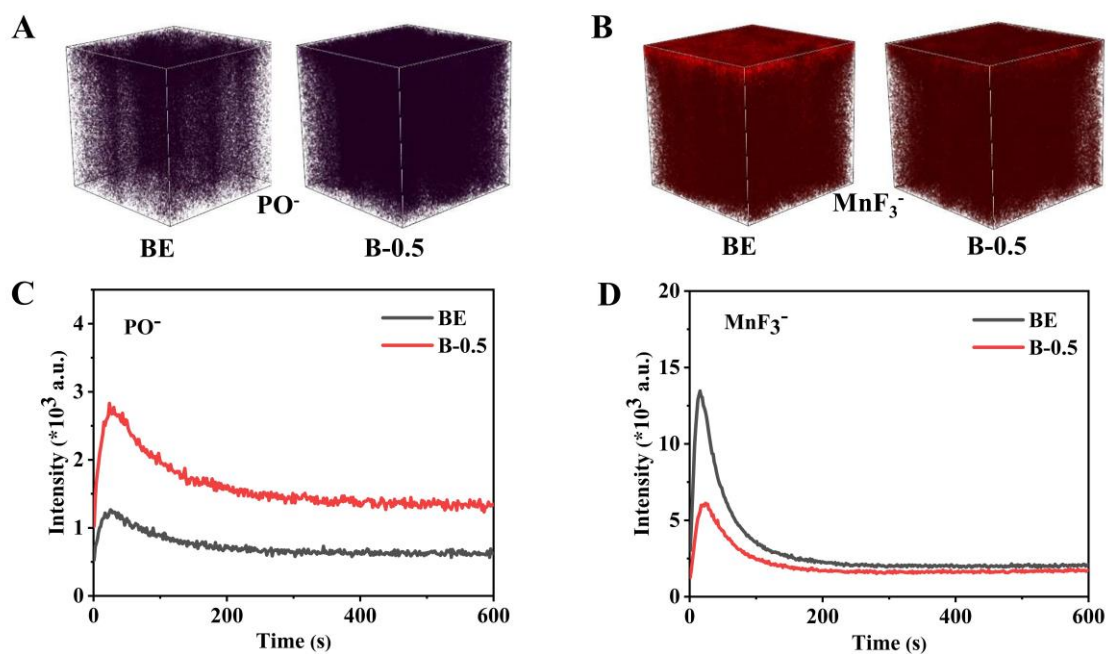 A
B
PO⁻
MnF₃⁻
BE
B-0.5
BE
B-0.5
C
PO⁻
BE
B-0.5
4
3
2
1
0
Intensity (*10³ a.u.)
0
200
400
600
Time (s)
D
MnF₃⁻
BE
B-0.5
20
15
10
5
0
Intensity (*10³ a.u.)
0
200
400
600
Time (s)